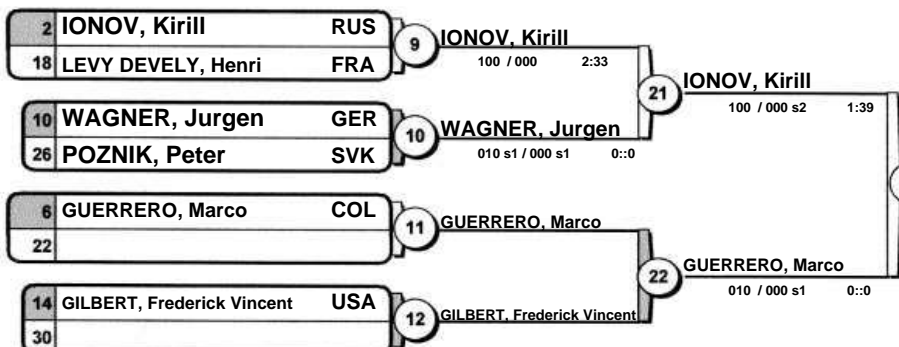 2 IONOV, Kirill RUS
18 LEVY DEVELY, Henri FRA
9
IONOV, Kirill
100 / 000 2:33
10 WAGNER, Jurgen GER
26 POZNIK, Peter SVK
10
WAGNER, Jurgen
010 s1 / 000 s1 0::0
21
IONOV, Kirill
100 / 000 s2 1:39
6 GUERRERO, Marco COL
22
11
GUERRERO, Marco
14 GILBERT, Frederick Vincent USA
30
12
GILBERT, Frederick Vincent
22
GUERRERO, Marco
010 / 000 s1 0::0